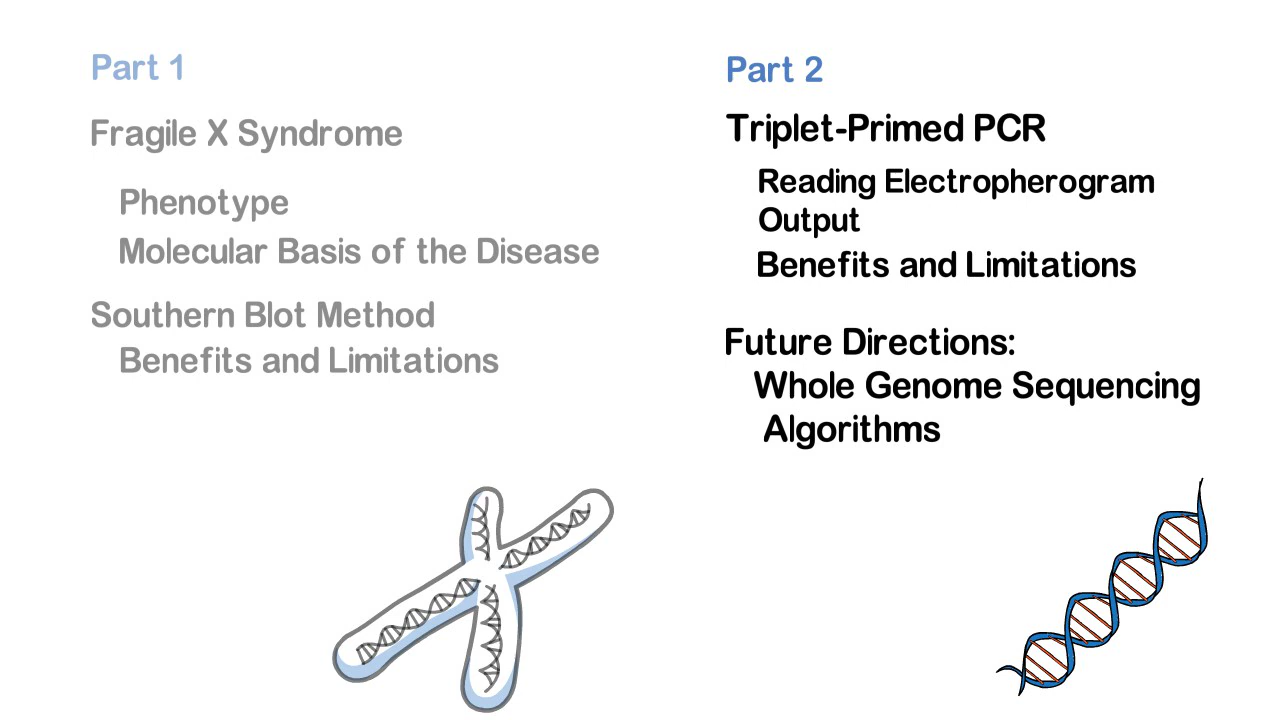 Part 1
Fragile X Syndrome
Phenotype
Molecular Basis of the Disease
Southern Blot Method
Benefits and Limitations
Part 2
Triplet-Primed PCR
Reading Electropherogram
Output
Benefits and Limitations
Future Directions:
Whole Genome Sequencing
Algorithms